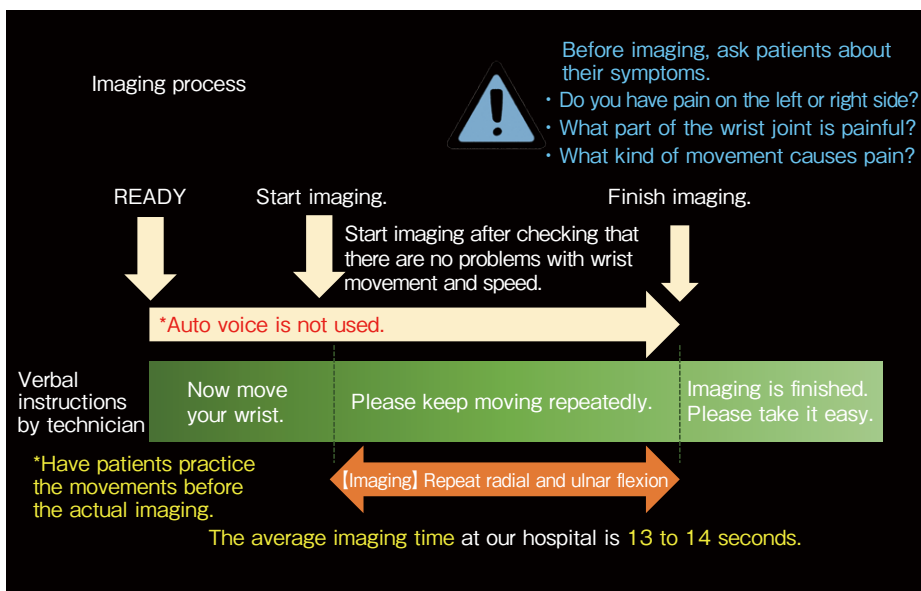 Imaging process
Before imaging, ask patients about
their symptoms.
・Do you have pain on the left or right side?
・What part of the wrist joint is painful?
・What kind of movement causes pain?
READY
Start imaging.
Finish imaging.
Start imaging after checking that
there are no problems with wrist
movement and speed.
*Auto voice is not used.
Verbal
instructions
by technician
Now move
your wrist.
Please keep moving repeatedly.
Imaging is finished.
Please take it easy.
*Have patients practice
the movements before
the actual imaging.
【Imaging】Repeat radial and ulnar flexion
The average imaging time at our hospital is 13 to 14 seconds.